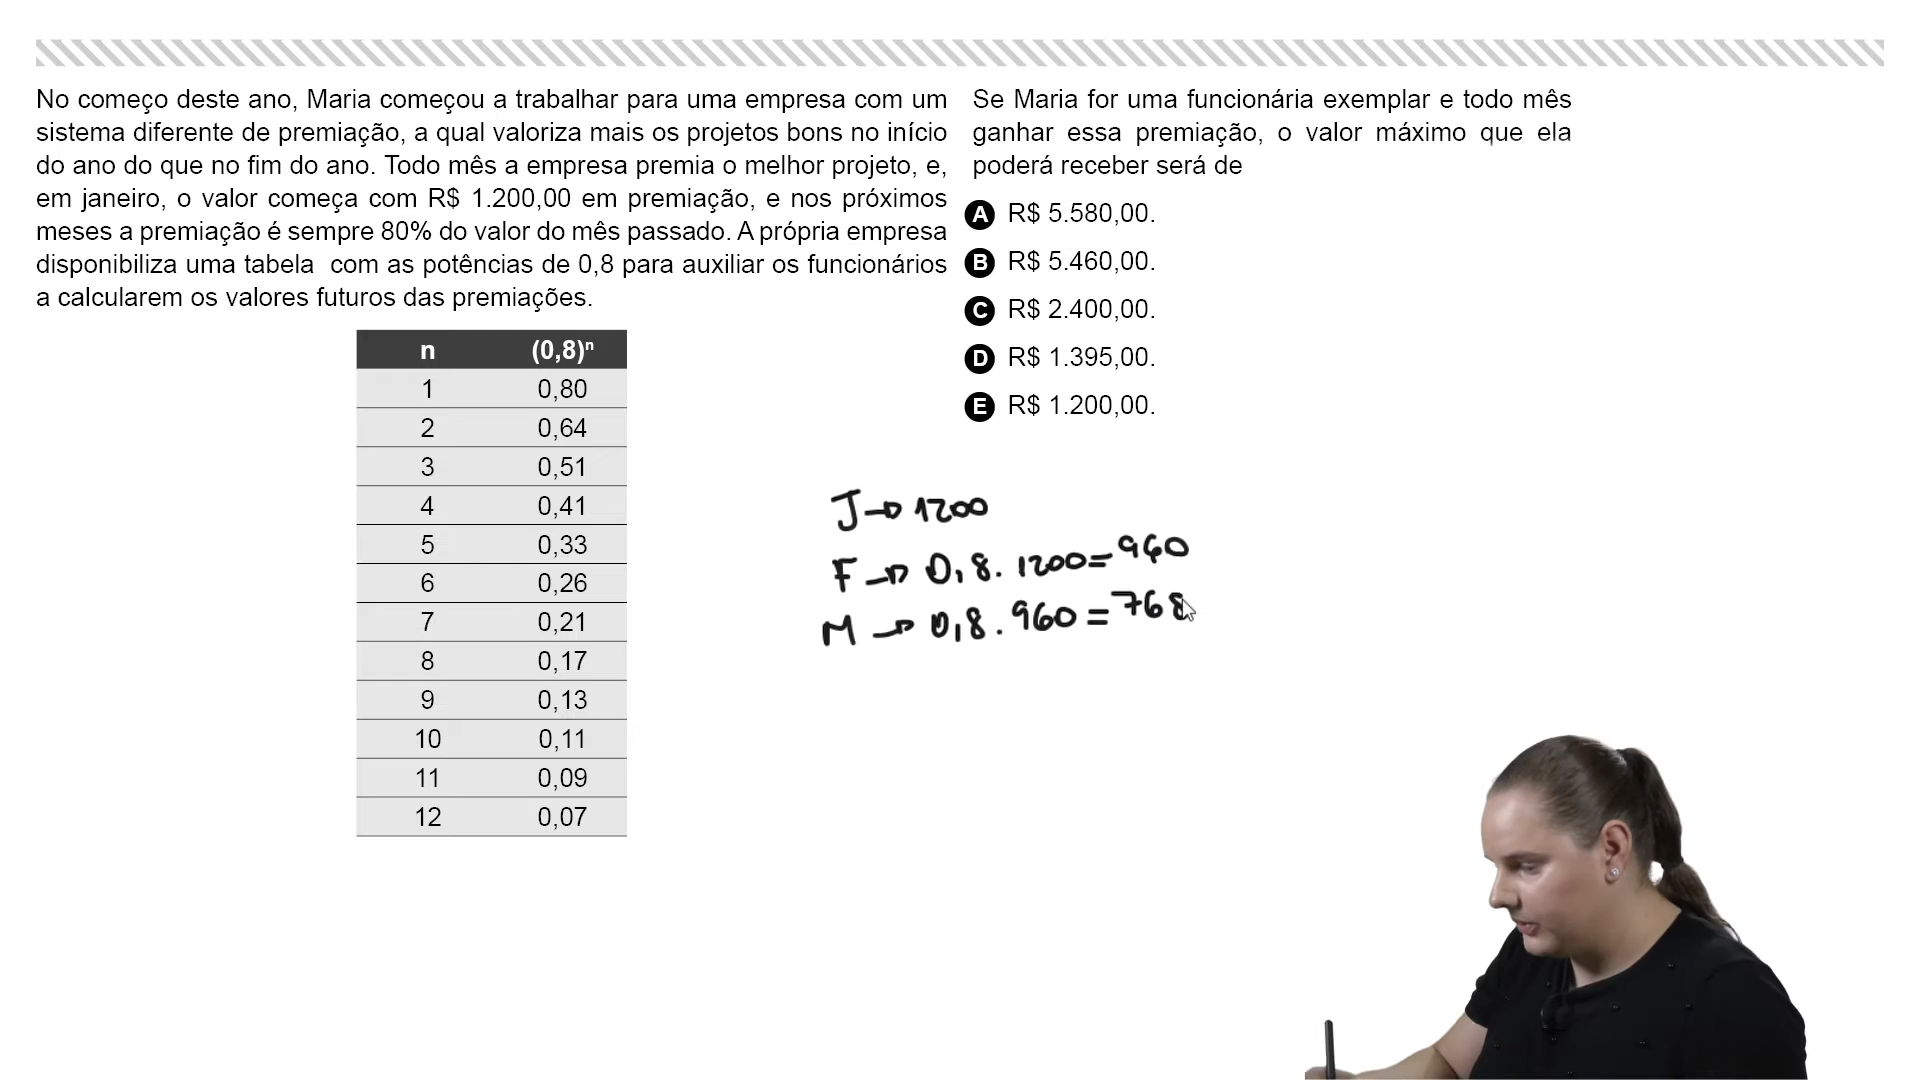 No começo deste ano, Maria começou a trabalhar para uma empresa com um
sistema diferente de premiação, a qual valoriza mais os projetos bons no início
do ano do que no fim do ano. Todo mês a empresa premia o melhor projeto, e,
em janeiro, o valor começa com R$ 1.200,00 em premiação, e nos próximos
meses a premiação é sempre 80% do valor do mês passado. A própria empresa
disponibiliza uma tabela com as potências de 0,8 para auxiliar os funcionários
a calcularem os valores futuros das premiações.
n (0,8)ⁿ
1 0,80
2 0,64
3 0,51
4 0,41
5 0,33
6 0,26
7 0,21
8 0,17
9 0,13
10 0,11
11 0,09
12 0,07
Se Maria for uma funcionária exemplar e todo mês
ganhar essa premiação, o valor máximo que ela
poderá receber será de
A R$ 5.580,00.
B R$ 5.460,00.
C R$ 2.400,00.
D R$ 1.395,00.
E R$ 1.200,00.
J → 1200
F → 0,8. 1200 = 960
M → 0,8. 960 = 768